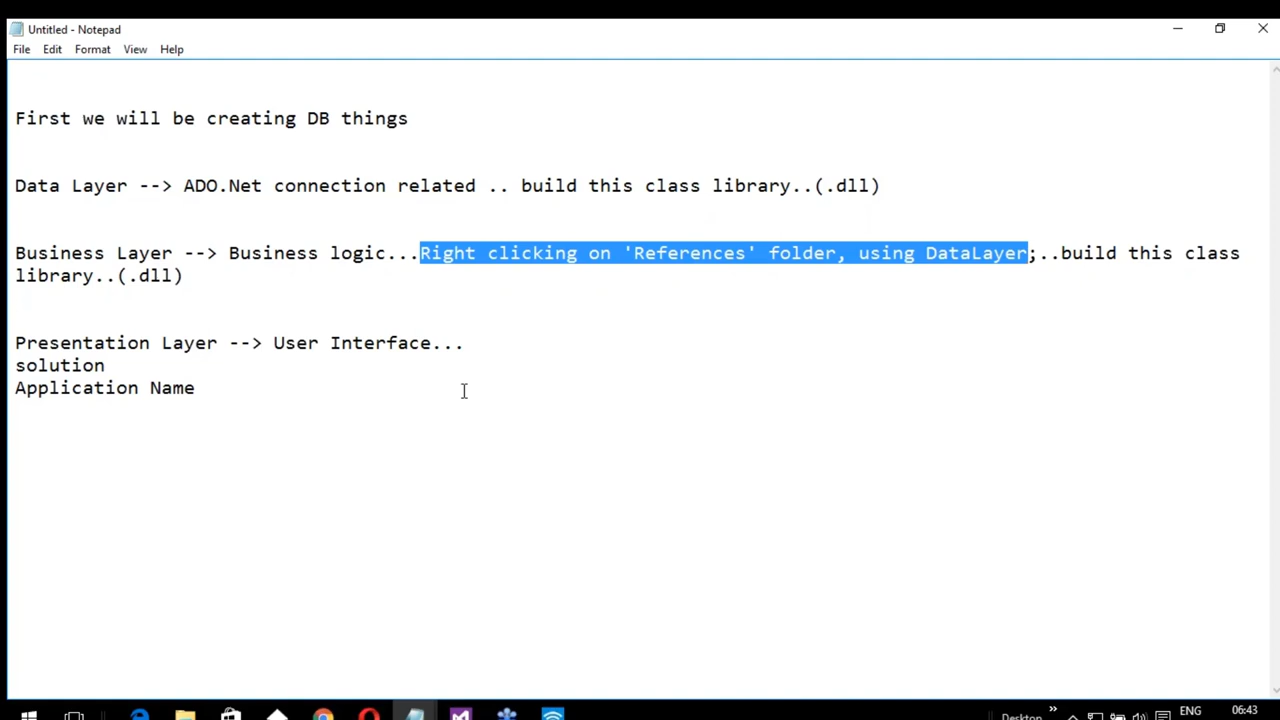 Untitled - Notepad
File Edit Format View Help
First we will be creating DB things
Data Layer --> ADO.Net connection related .. build this class library..(.dll)
Business Layer --> Business logic...Right clicking on 'References' folder, using DataLayer;..build this class
library..(.dll)
Presentation Layer --> User Interface...
solution
Application Name
Desktop
ENG
06:43